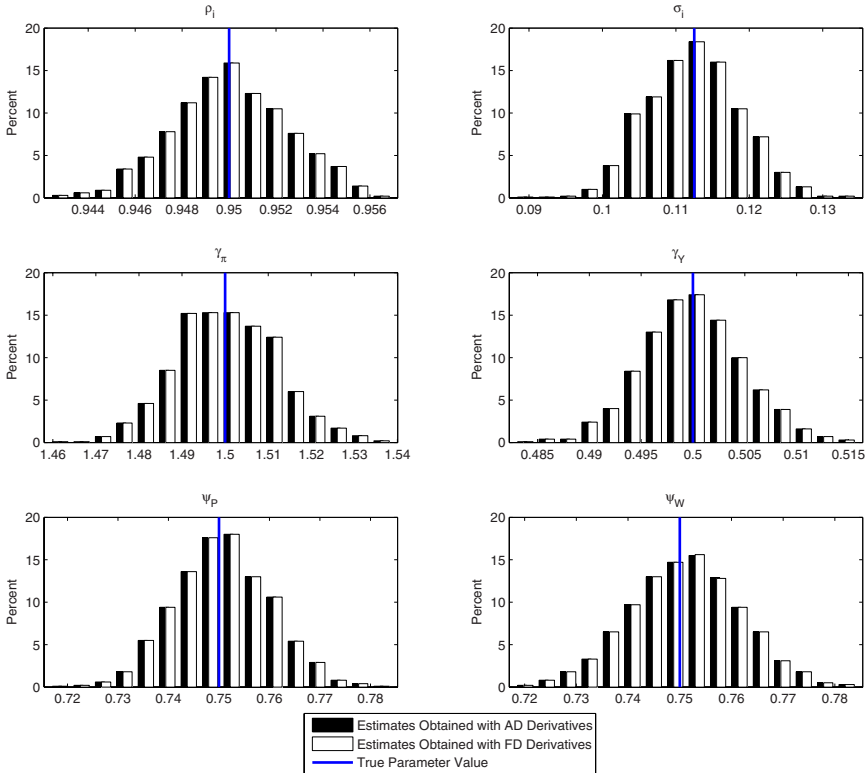 ρi
20
15
10
5
0
Percent
0.944 0.946 0.948 0.95 0.952 0.954 0.956
σi
20
15
10
5
0
Percent
0.09 0.1 0.11 0.12 0.13
γπ
20
15
10
5
0
Percent
1.46 1.47 1.48 1.49 1.5 1.51 1.52 1.53 1.54
γY
20
15
10
5
0
Percent
0.485 0.49 0.495 0.5 0.505 0.51 0.515
ψP
20
15
10
5
0
Percent
0.72 0.73 0.74 0.75 0.76 0.77 0.78
ψW
20
15
10
5
0
Percent
0.72 0.73 0.74 0.75 0.76 0.77 0.78
Estimates Obtained with AD Derivatives
Estimates Obtained with FD Derivatives
True Parameter Value